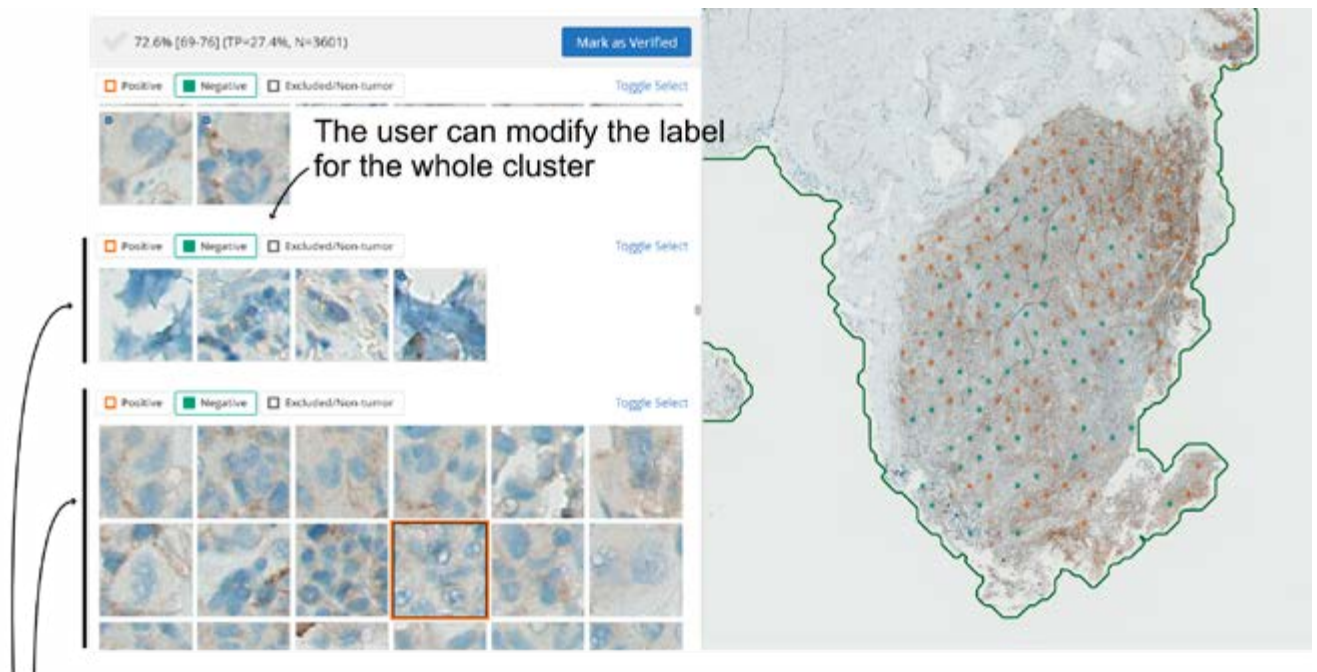 72.6% [69-76] (TP=27.4%, N=3601)
Mark as Verified
Positive Negative Excluded/Non-tumor Toggle Select
The user can modify the label
for the whole cluster
Positive Negative Excluded/Non-tumor Toggle Select
Positive Negative Excluded/Non-tumor Toggle Select